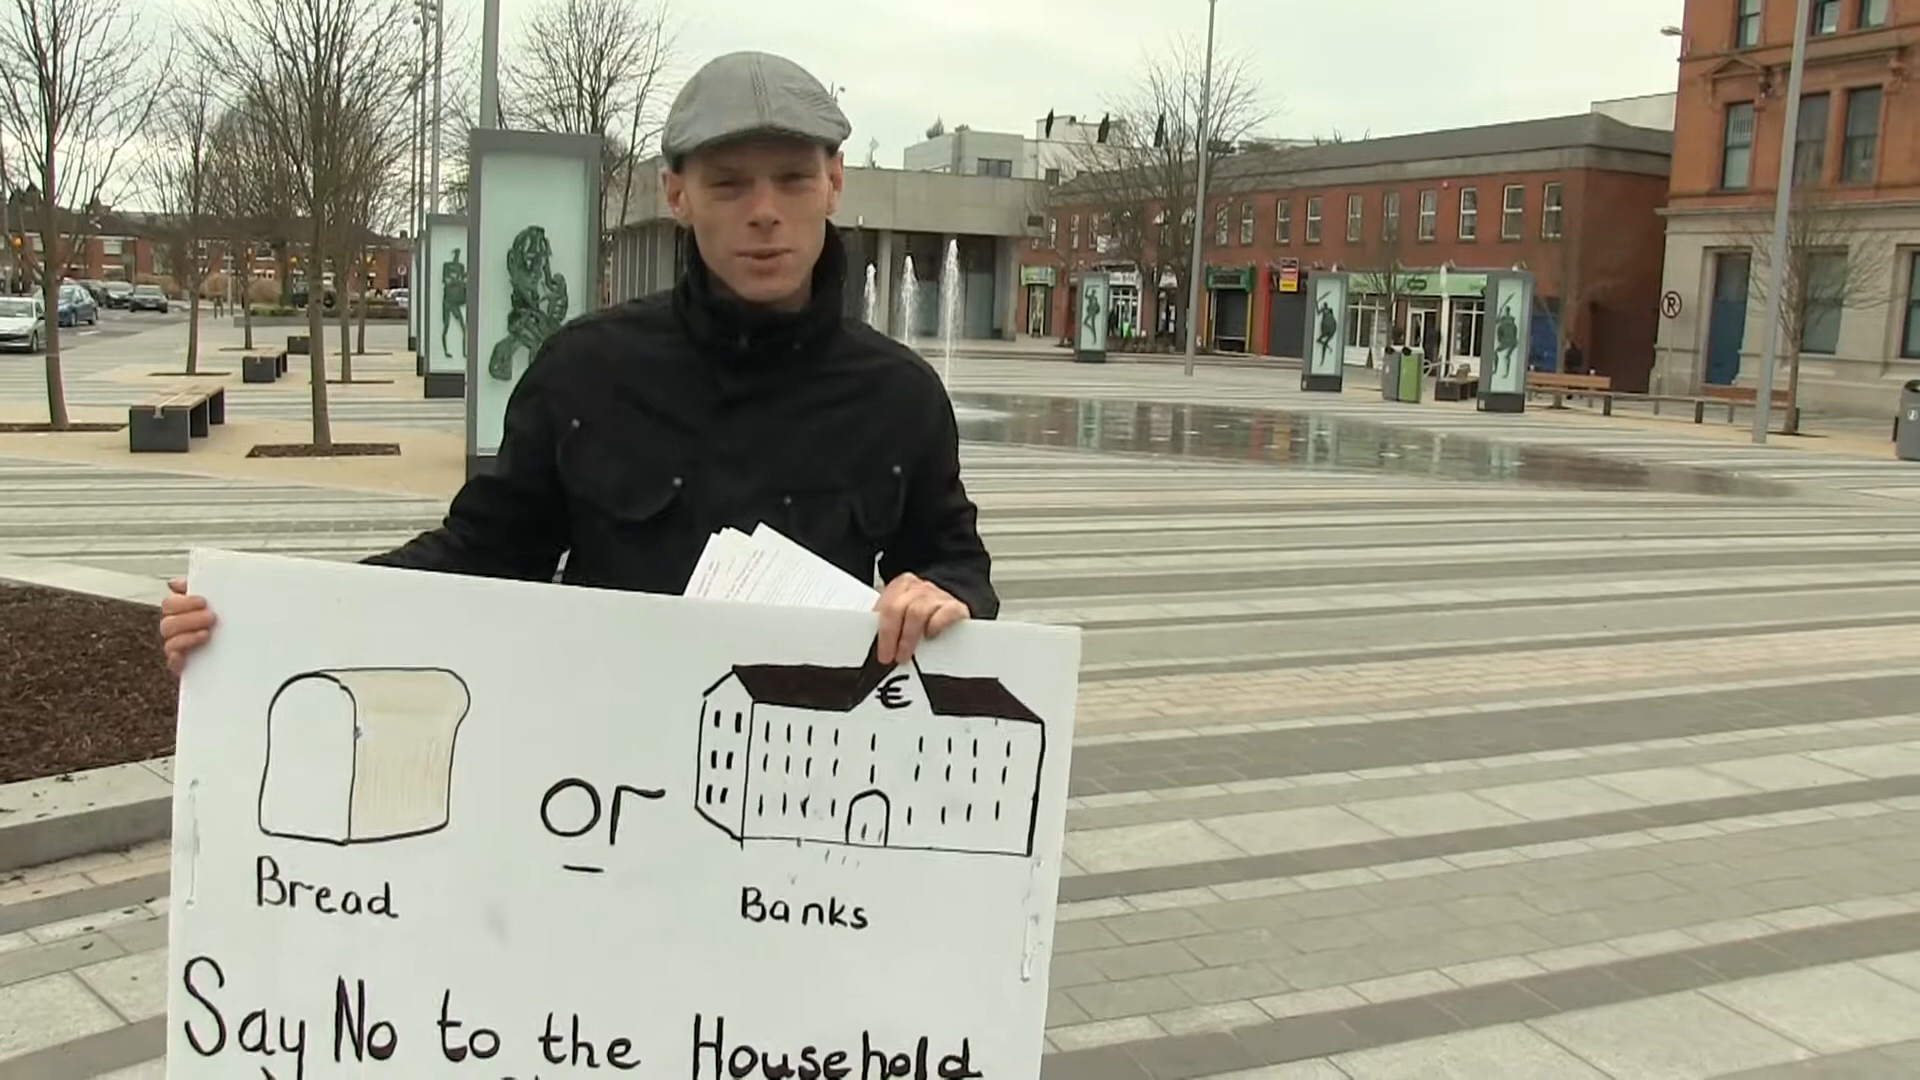 €
Bread or Banks
Say No to the Household